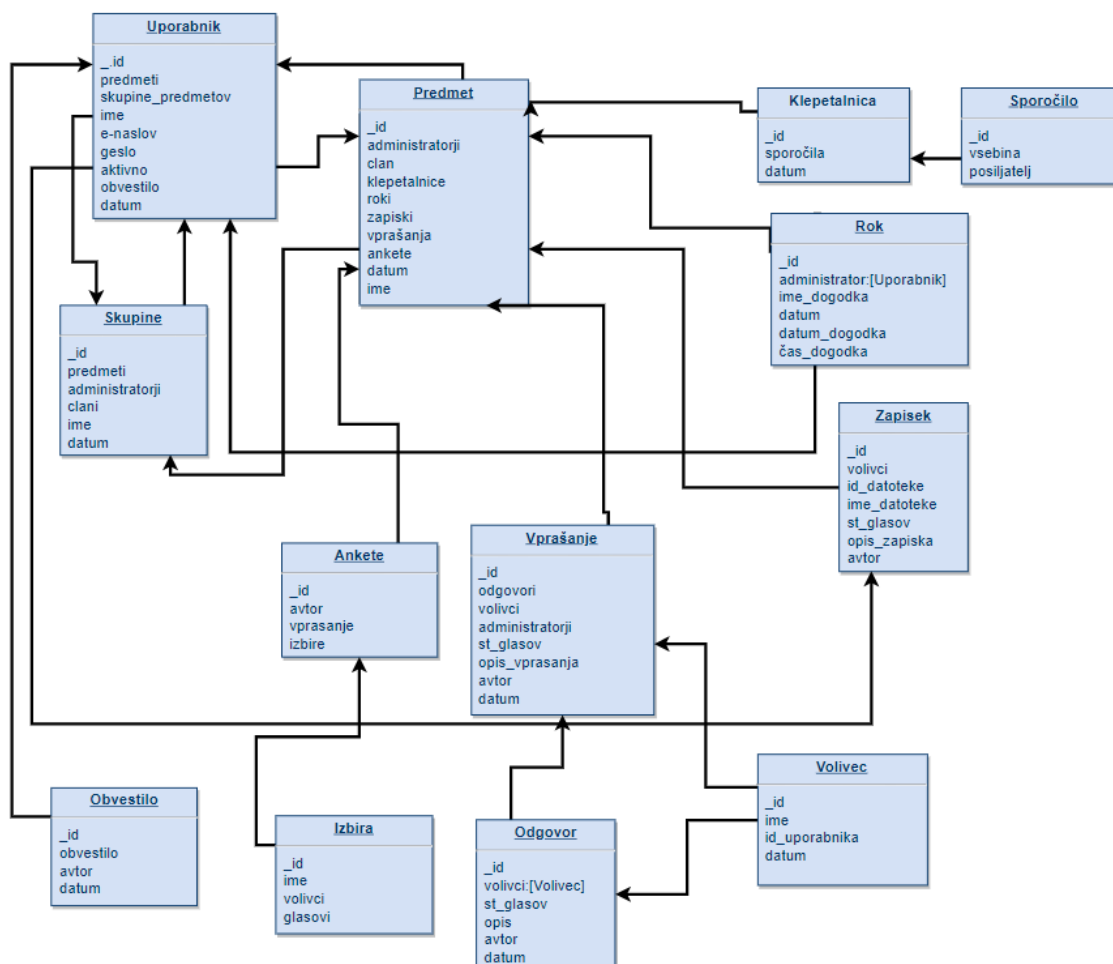 Uporabnik
_.id
predmeti
skupine_predmetov
ime
e-naslov
geslo
aktivno
obvestilo
datum
Predmet
_id
administratorji
clan
klepetalnice
roki
zapiski
vprašanja
ankete
datum
ime
Klepetalnica
_id
sporočila
datum
Sporočilo
_id
vsebina
posiljatelj
Rok
_id
administrator:[Uporabnik]
ime_dogodka
datum
datum_dogodka
čas_dogodka
Skupine
_id
predmeti
administratorji
clani
ime
datum
Zapisek
_id
volivci
id_datoteke
ime_datoteke
st_glasov
opis_zapiska
avtor
Ankete
_id
avtor
vprasanje
izbire
Vprašanje
_id
odgovori
volivci
administratorji
st_glasov
opis_vprasanja
avtor
datum
Obvestilo
_id
obvestilo
avtor
datum
Izbira
_id
ime
volivci
glasovi
Odgovor
_id
volivci:[Volivec]
st_glasov
opis
avtor
datum
Volivec
_id
ime
id_uporabnika
datum